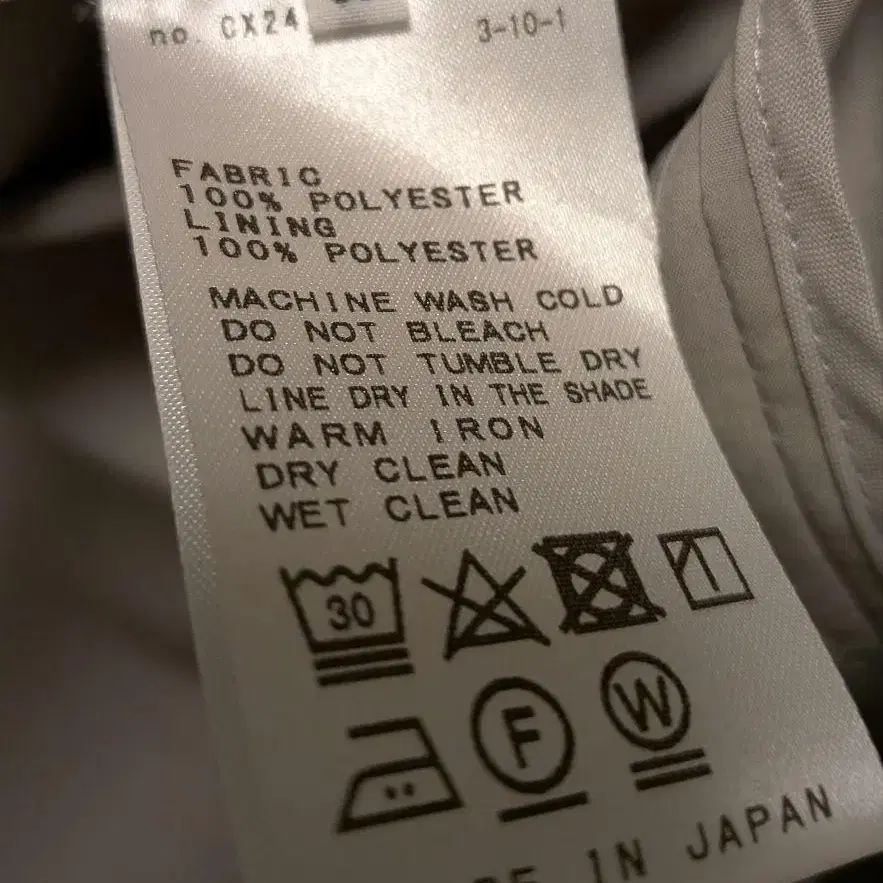 no. CX24 3-10-1
FABRIC
100% POLYESTER
LINING
100% POLYESTER
MACHINE WASH COLD
DO NOT BLEACH
DO NOT TUMBLE DRY
LINE DRY IN THE SHADE
WARM IRON
DRY CLEAN
WET CLEAN
30
F W
IN JAPAN